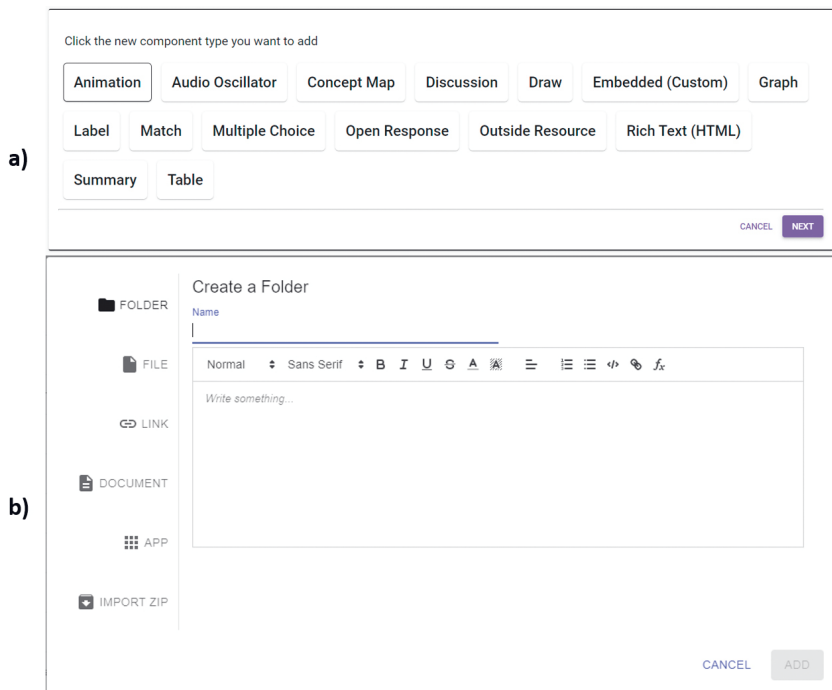 a)
Click the new component type you want to add
Animation Audio Oscillator Concept Map Discussion Draw Embedded (Custom) Graph
Label Match Multiple Choice Open Response Outside Resource Rich Text (HTML)
Summary Table
CANCEL NEXT
b)
FOLDER
FILE
LINK
DOCUMENT
APP
IMPORT ZIP
Create a Folder
Name
Normal Sans Serif B I U S A A fx
Write something...
CANCEL ADD